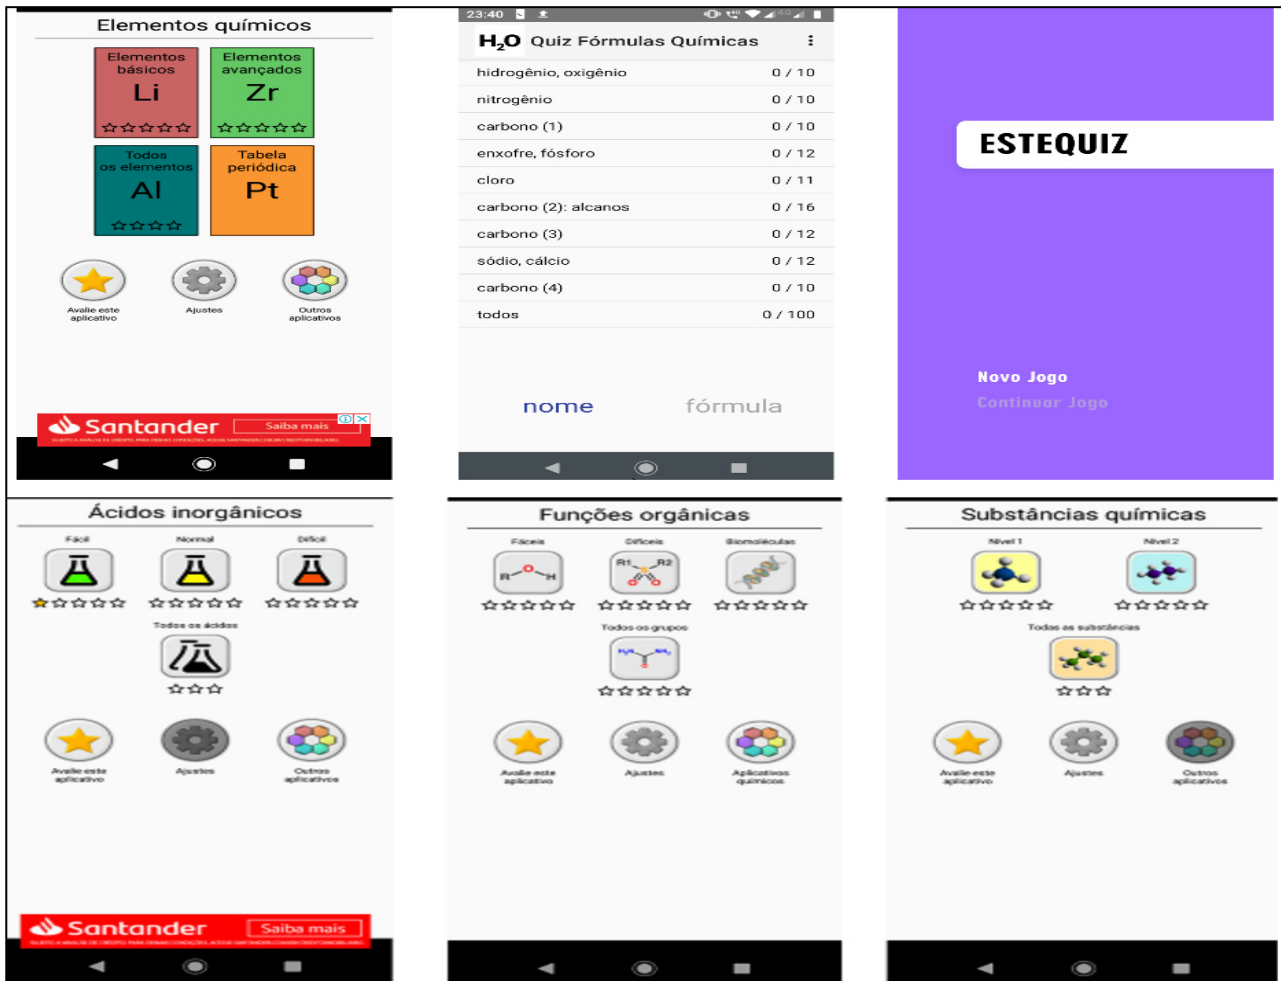 Elementos químicos
Elementos básicos
Li
Elementos avançados
Zr
Todos os elementos
Al
Tabela periódica
Pt
Avalie este aplicativo
Ajustes
Outros aplicativos
Santander
Saiba mais
23:40
4G
H₂O Quiz Fórmulas Químicas
hidrogênio, oxigênio 0 / 10
nitrogênio 0 / 10
carbono (1) 0 / 10
enxofre, fósforo 0 / 12
cloro 0 / 11
carbono (2): alcanos 0 / 16
carbono (3) 0 / 12
sódio, cálcio 0 / 12
carbono (4) 0 / 10
todos 0 / 100
nome fórmula
ESTEQUIZ
Novo Jogo
Continuar Jogo
Ácidos inorgânicos
Fácil Normal Difícil
Todos os ácidos
Avalie este aplicativo
Ajustes
Outros aplicativos
Santander
Saiba mais
Funções orgânicas
Fáceis Difíceis Biomoléculas
R O H
R1 S R2 O O
Todos os grupos
H₂N NH₂ O
Avalie este aplicativo
Ajustes
Aplicativos químicos
Substâncias químicas
Nível 1 Nível 2
Todas as substâncias
Avalie este aplicativo
Ajustes
Outros aplicativos